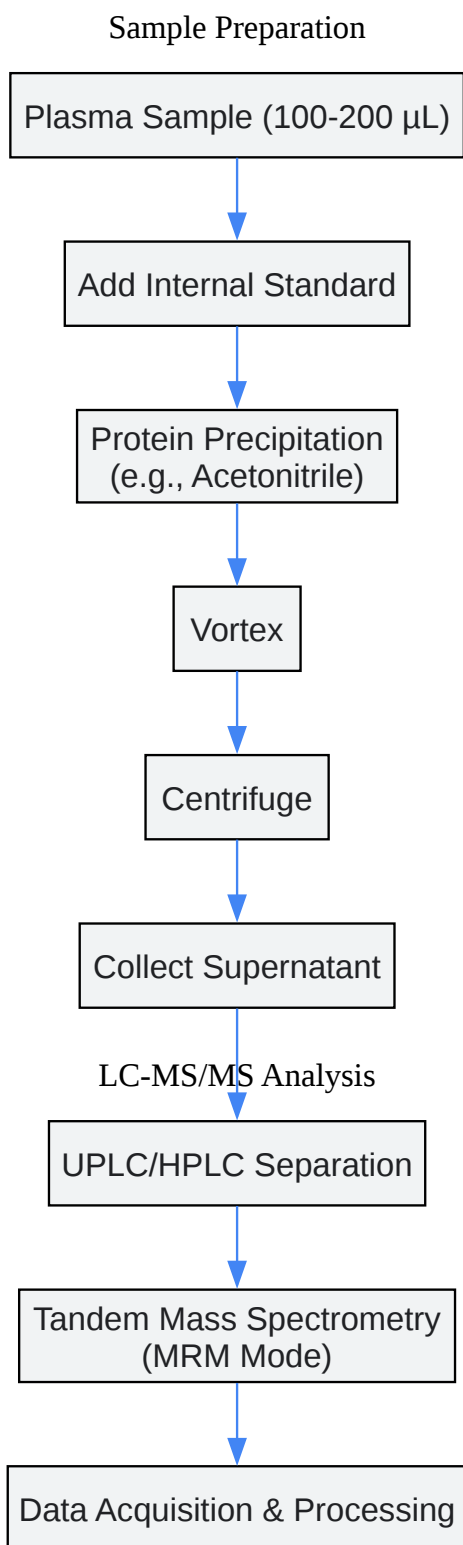 Sample Preparation
Plasma Sample (100-200 µL)
Add Internal Standard
Protein Precipitation
(e.g., Acetonitrile)
Vortex
Centrifuge
Collect Supernatant
LC-MS/MS Analysis
UPLC/HPLC Separation
Tandem Mass Spectrometry
(MRM Mode)
Data Acquisition & Processing